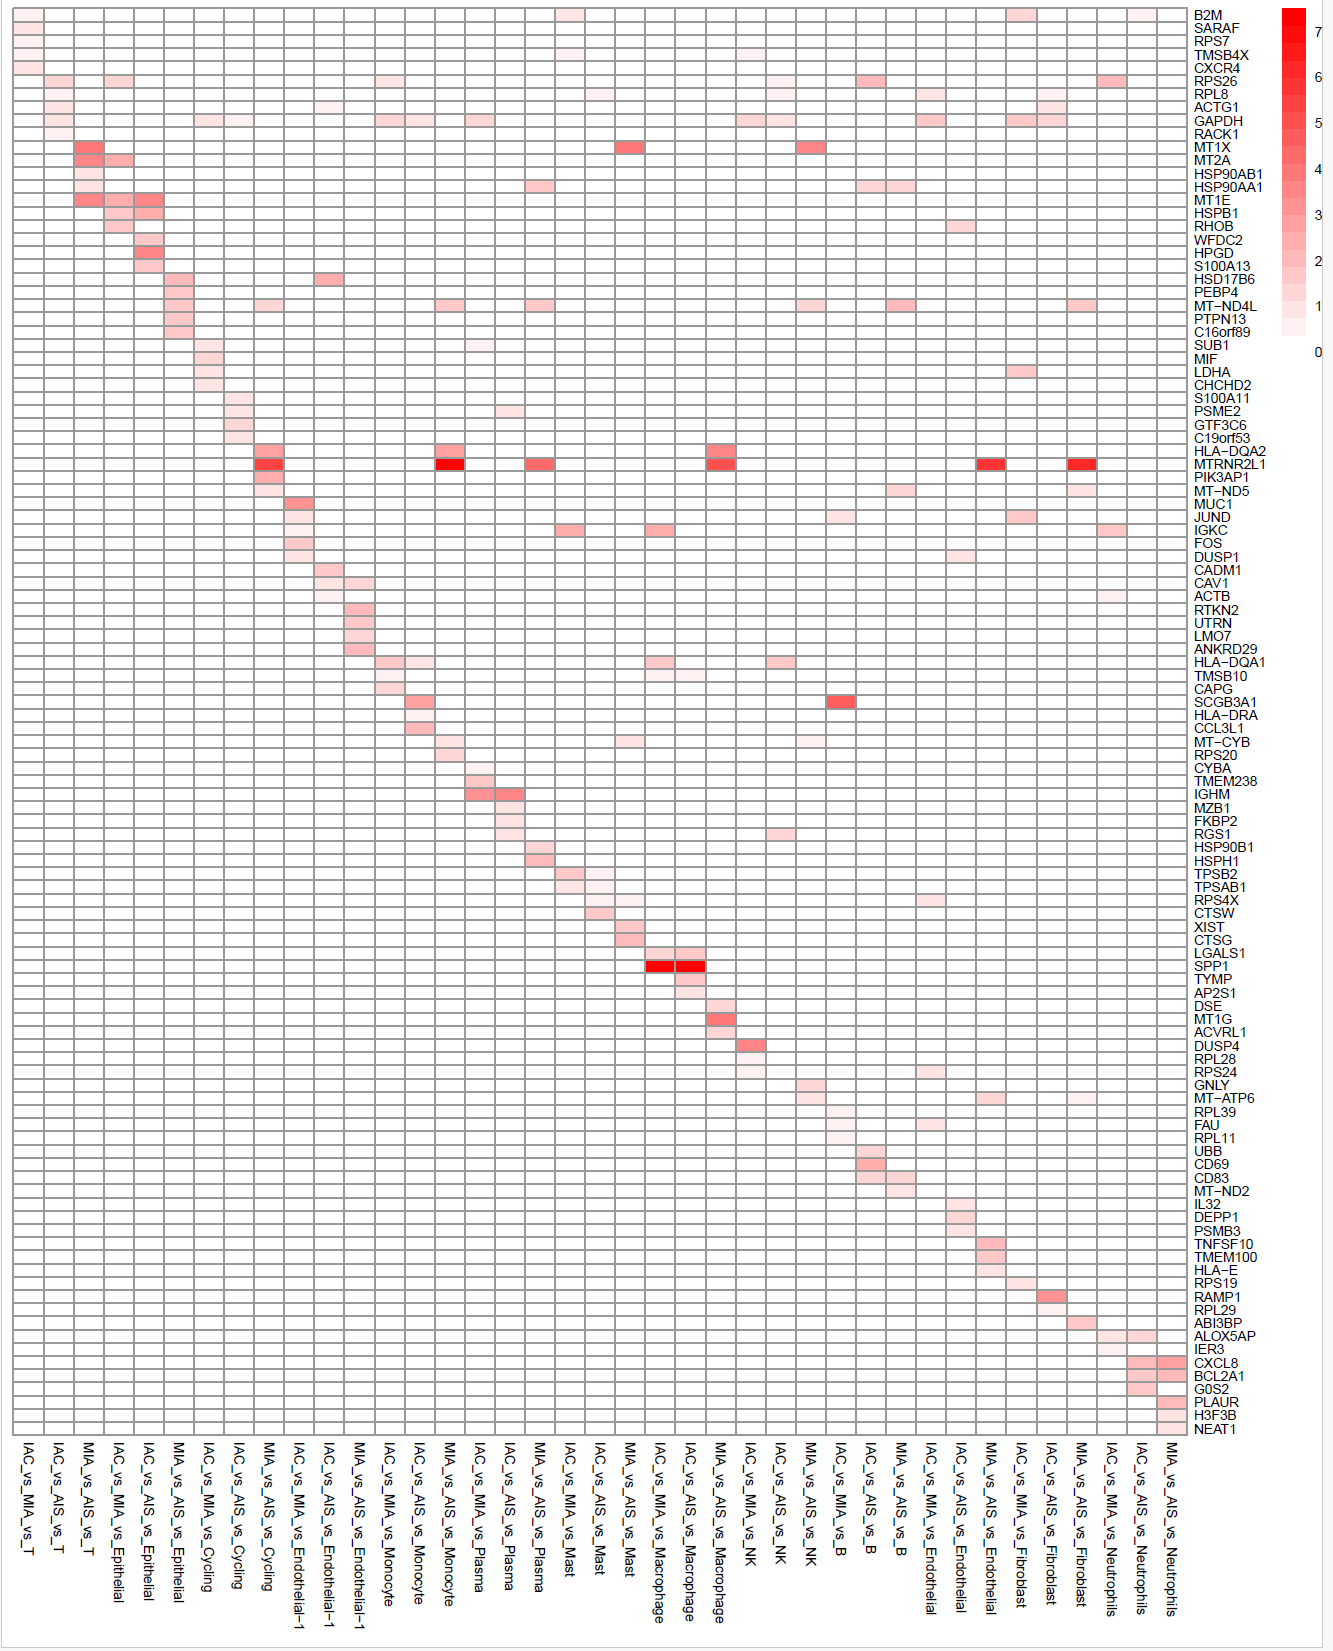 B2M
SARAF
RPS7
TMSB4X
CXCR4
RPS26
RPL8
ACTG1
GAPDH
RACK1
MT1X
MT2A
HSP90AB1
HSP90AA1
MT1E
HSPB1
RHOB
WFDC2
HPGD
S100A13
HSD17B6
PEBP4
MT−ND4L
PTPN13
C16orf89
SUB1
MIF
LDHA
CHCHD2
S100A11
PSME2
GTF3C6
C19orf53
HLA−DQA2
MTRNR2L1
PIK3AP1
MT−ND5
MUC1
JUND
IGKC
FOS
DUSP1
CADM1
CAV1
ACTB
RTKN2
UTRN
LMO7
ANKRD29
HLA−DQA1
TMSB10
CAPG
SCGB3A1
HLA−DRA
CCL3L1
MT−CYB
RPS20
CYBA
TMEM238
IGHM
MZB1
FKBP2
RGS1
HSP90B1
HSPH1
TPSB2
TPSAB1
RPS4X
CTSW
XIST
CTSG
LGALS1
SPP1
TYMP
AP2S1
DSE
MT1G
ACVRL1
DUSP4
RPL28
RPS24
GNLY
MT−ATP6
RPL39
FAU
RPL11
UBB
CD69
CD83
MT−ND2
IL32
DEPP1
PSMB3
TNFSF10
TMEM100
HLA−E
RPS19
RAMP1
RPL29
ABI3BP
ALOX5AP
IER3
CXCL8
BCL2A1
G0S2
PLAUR
H3F3B
NEAT1
7
6
5
4
3
2
1
0
IAC_vs_MIA_vs_T
IAC_vs_AIS_vs_T
MIA_vs_AIS_vs_T
IAC_vs_MIA_vs_Epithelial
IAC_vs_AIS_vs_Epithelial
MIA_vs_AIS_vs_Epithelial
IAC_vs_MIA_vs_Cycling
IAC_vs_AIS_vs_Cycling
MIA_vs_AIS_vs_Cycling
IAC_vs_MIA_vs_Endothelial−1
IAC_vs_AIS_vs_Endothelial−1
MIA_vs_AIS_vs_Endothelial−1
IAC_vs_MIA_vs_Monocyte
IAC_vs_AIS_vs_Monocyte
MIA_vs_AIS_vs_Monocyte
IAC_vs_MIA_vs_Plasma
IAC_vs_AIS_vs_Plasma
MIA_vs_AIS_vs_Plasma
IAC_vs_MIA_vs_Mast
IAC_vs_AIS_vs_Mast
MIA_vs_AIS_vs_Mast
IAC_vs_MIA_vs_Macrophage
IAC_vs_AIS_vs_Macrophage
MIA_vs_AIS_vs_Macrophage
IAC_vs_MIA_vs_NK
IAC_vs_AIS_vs_NK
MIA_vs_AIS_vs_NK
IAC_vs_MIA_vs_B
IAC_vs_AIS_vs_B
MIA_vs_AIS_vs_B
IAC_vs_MIA_vs_Endothelial
IAC_vs_AIS_vs_Endothelial
MIA_vs_AIS_vs_Endothelial
IAC_vs_MIA_vs_Fibroblast
IAC_vs_AIS_vs_Fibroblast
MIA_vs_AIS_vs_Fibroblast
IAC_vs_MIA_vs_Neutrophils
IAC_vs_AIS_vs_Neutrophils
MIA_vs_AIS_vs_Neutrophils